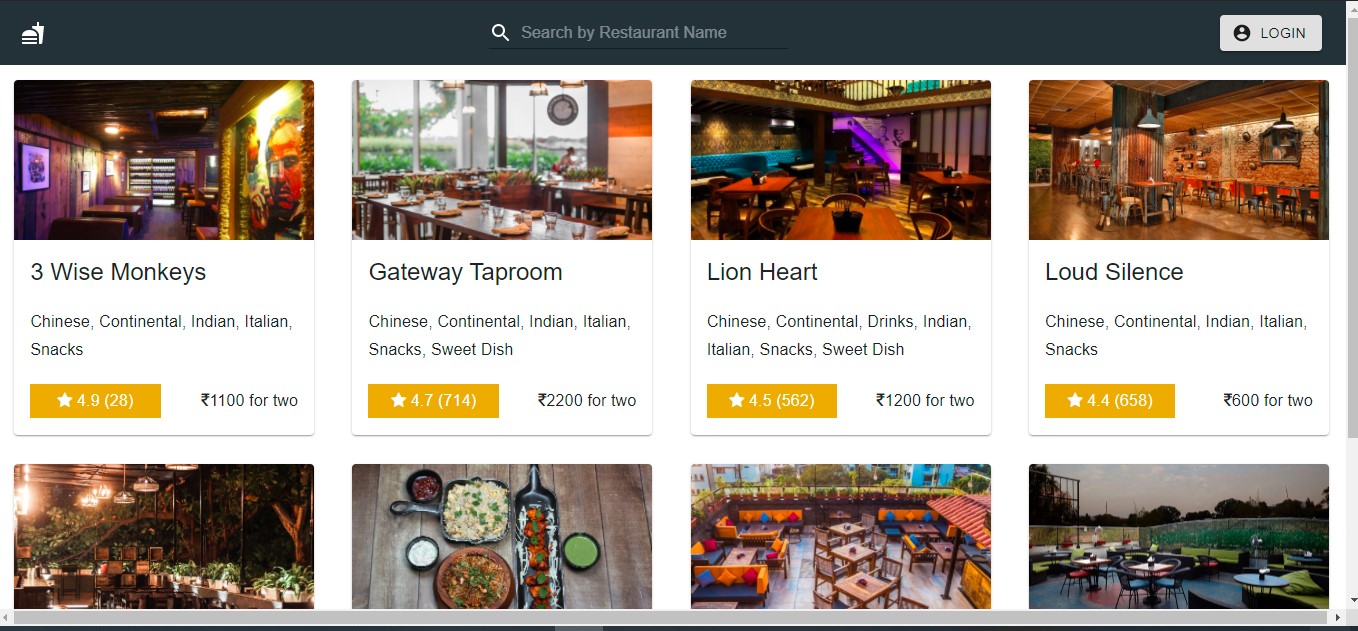 Search by Restaurant Name
LOGIN
3 Wise Monkeys
Chinese, Continental, Indian, Italian,
Snacks
4.9 (28)
₹1100 for two
Gateway Taproom
Chinese, Continental, Indian, Italian,
Snacks, Sweet Dish
4.7 (714)
₹2200 for two
Lion Heart
Chinese, Continental, Drinks, Indian,
Italian, Snacks, Sweet Dish
4.5 (562)
₹1200 for two
Loud Silence
Chinese, Continental, Indian, Italian,
Snacks
4.4 (658)
₹600 for two